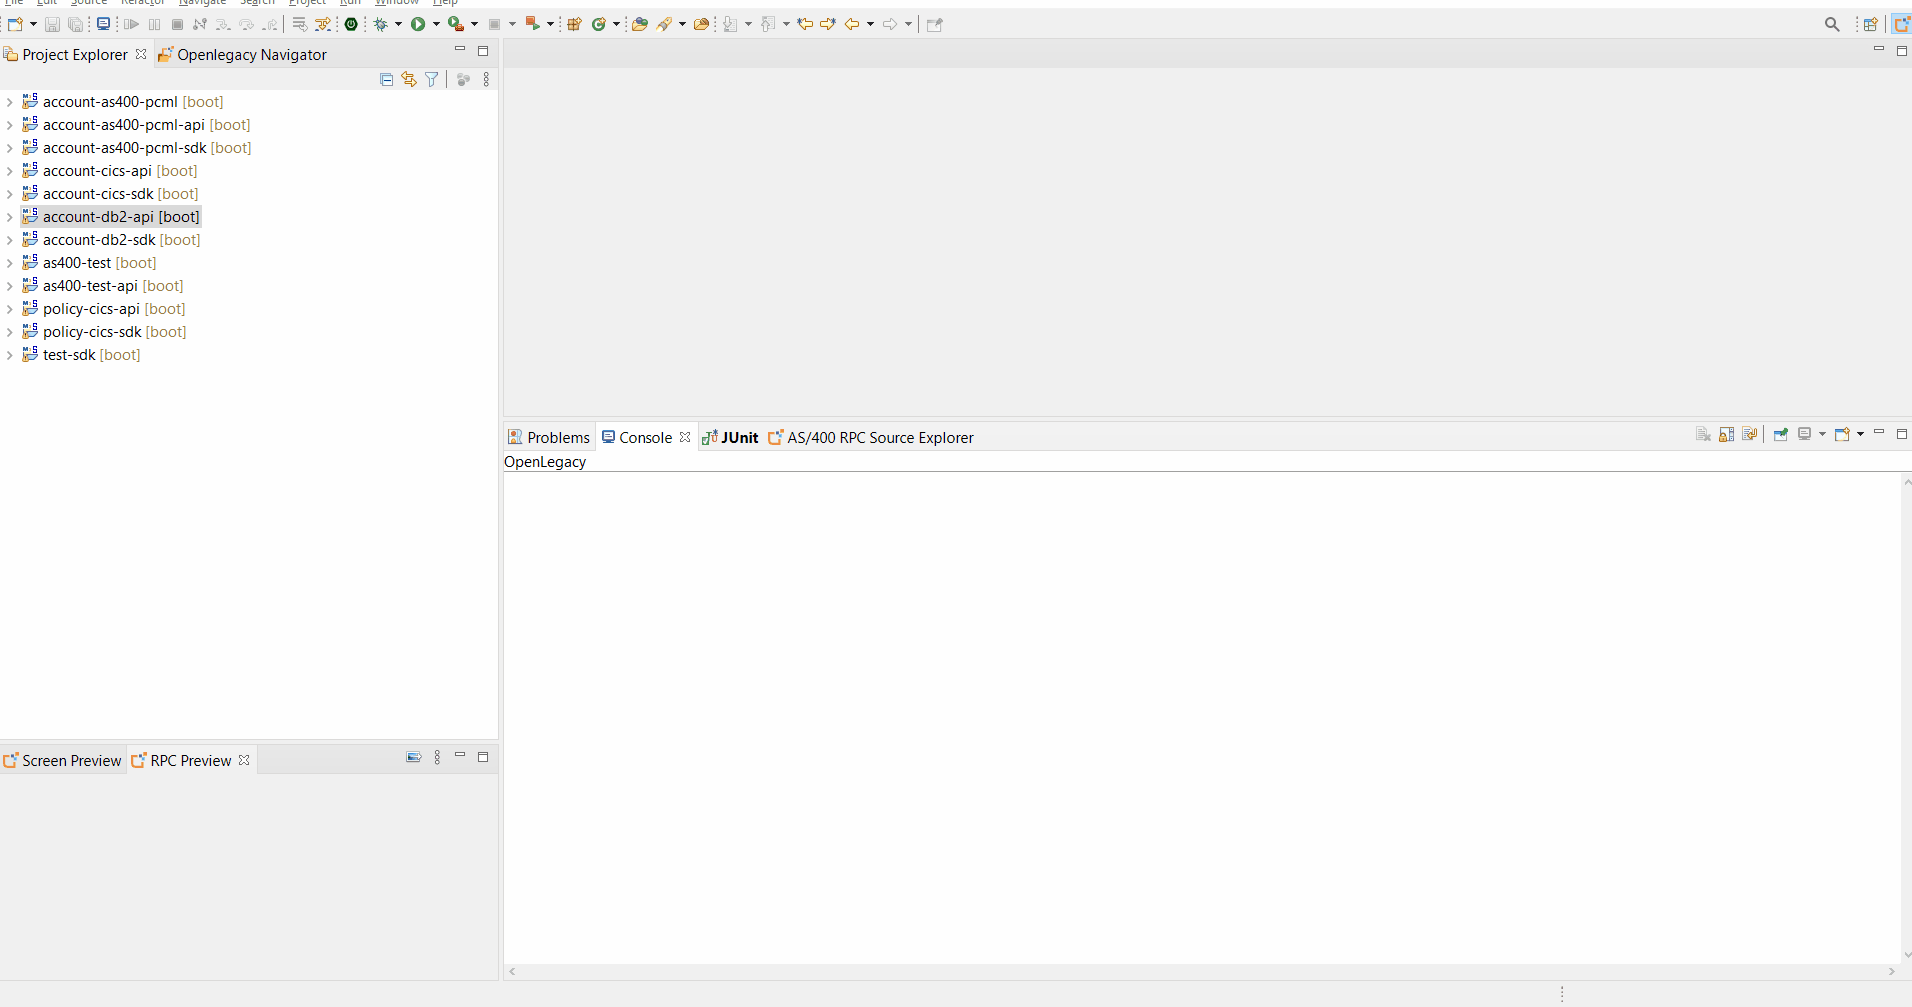 File Edit Source Refactor Navigate Search Project Run Window Help
Project Explorer Openlegacy Navigator
account-as400-pcml [boot]
account-as400-pcml-api [boot]
account-as400-pcml-sdk [boot]
account-cics-api [boot]
account-cics-sdk [boot]
account-db2-api [boot]
account-db2-sdk [boot]
as400-test [boot]
as400-test-api [boot]
policy-cics-api [boot]
policy-cics-sdk [boot]
test-sdk [boot]
Problems Console JUnit AS/400 RPC Source Explorer
OpenLegacy
Screen Preview RPC Preview